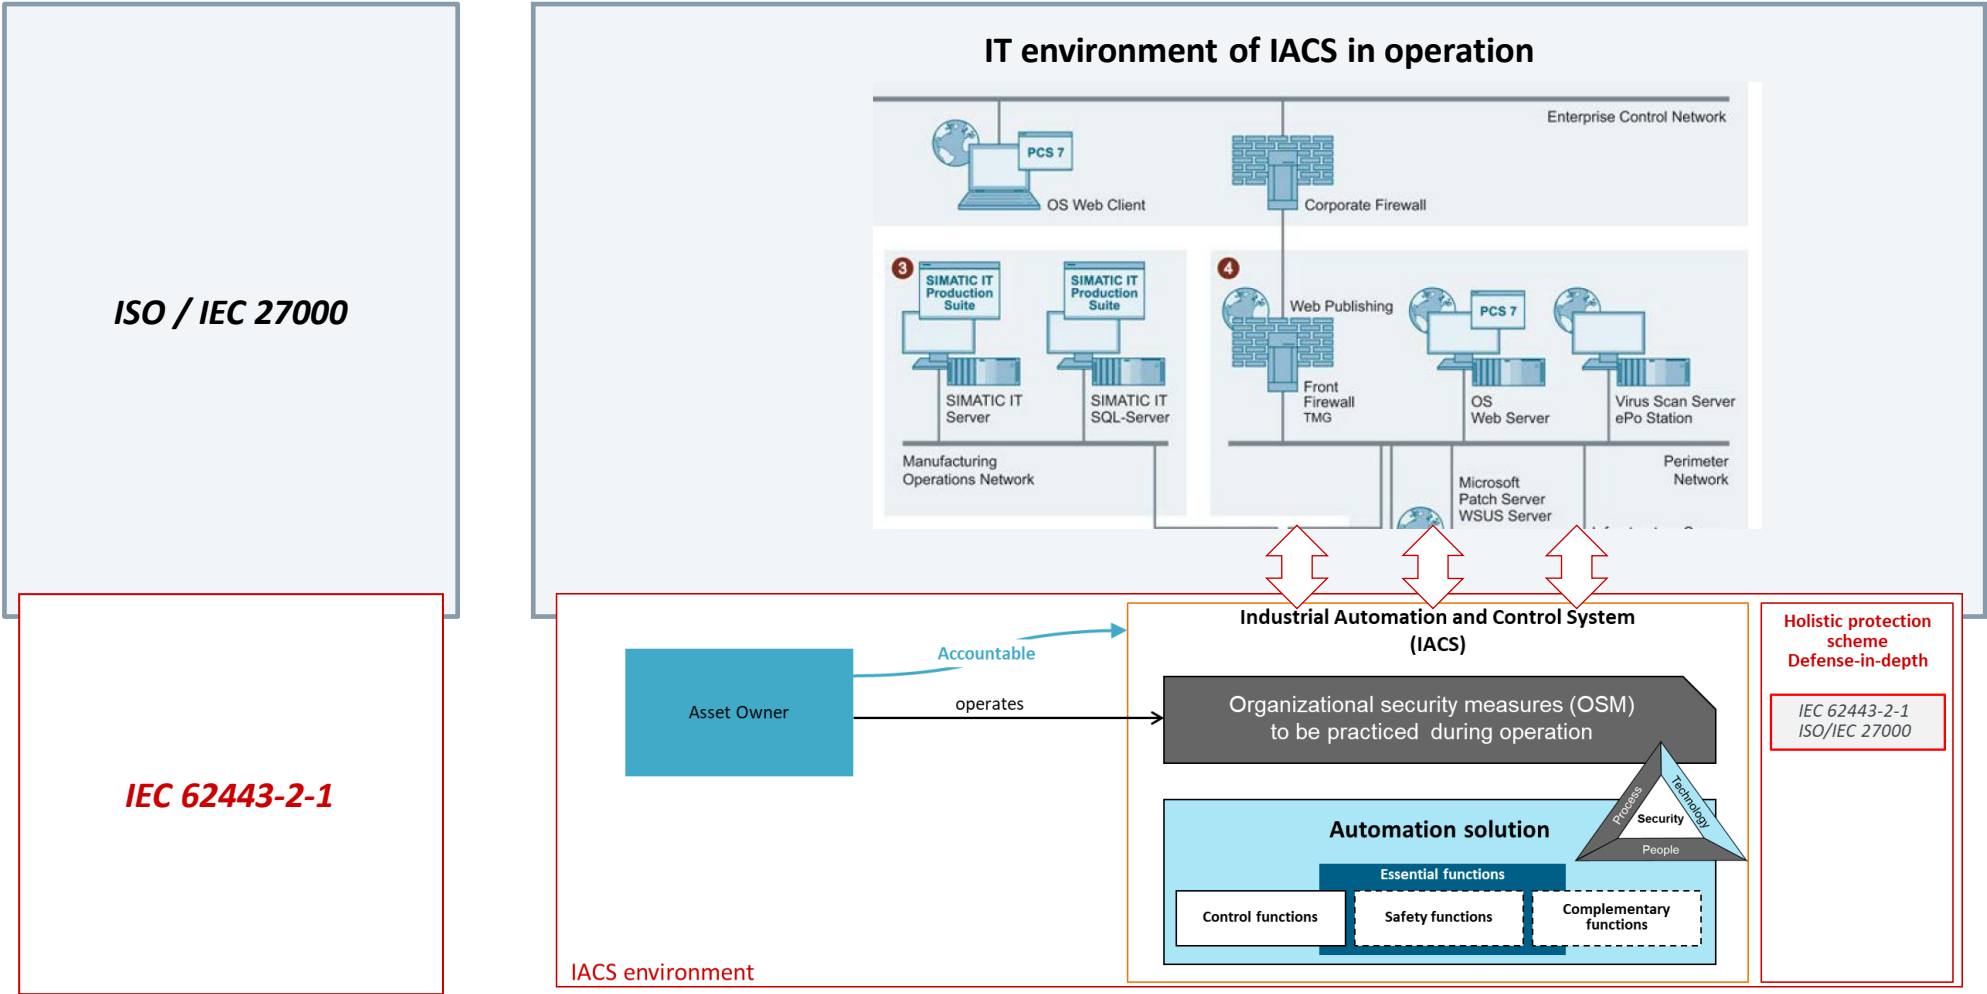 IT environment of IACS in operation
ISO / IEC 27000
Enterprise Control Network
PCS 7
OS Web Client
Corporate Firewall
3
SIMATIC IT
Production
Suite
SIMATIC IT
Production
Suite
SIMATIC IT
Server
SIMATIC IT
SQL-Server
Manufacturing
Operations Network
4
Web Publishing
PCS 7
Front
Firewall
TMG
OS
Web Server
Virus Scan Server
ePo Station
Perimeter
Network
Microsoft
Patch Server
WSUS Server
IEC 62443-2-1
Asset Owner
Accountable
operates
Industrial Automation and Control System
(IACS)
Organizational security measures (OSM)
to be practiced during operation
Process
Technology
Security
People
Automation solution
Essential functions
Control functions
Safety functions
Complementary
functions
IACS environment
Holistic protection
scheme
Defense-in-depth
IEC 62443-2-1
ISO/IEC 27000